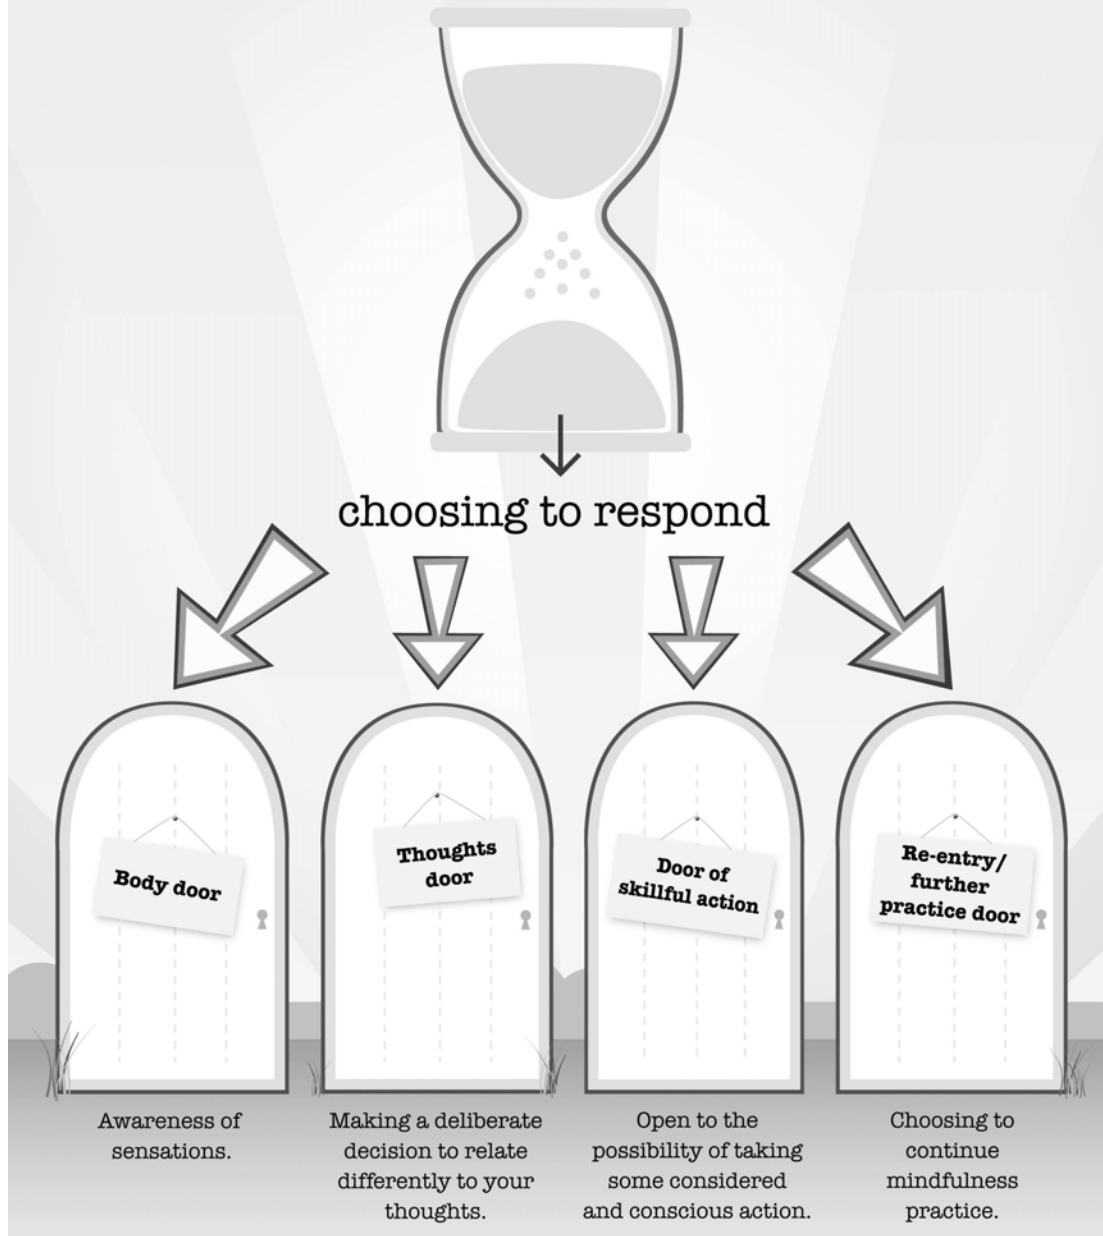 choosing to respond
Body door
Thoughts
door
Door of
skillful action
Re-entry/
further
practice door
Awareness of
sensations.
Making a deliberate
decision to relate
differently to your
thoughts.
Open to the
possibility of taking
some considered
and conscious action.
Choosing to
continue
mindfulness
practice.